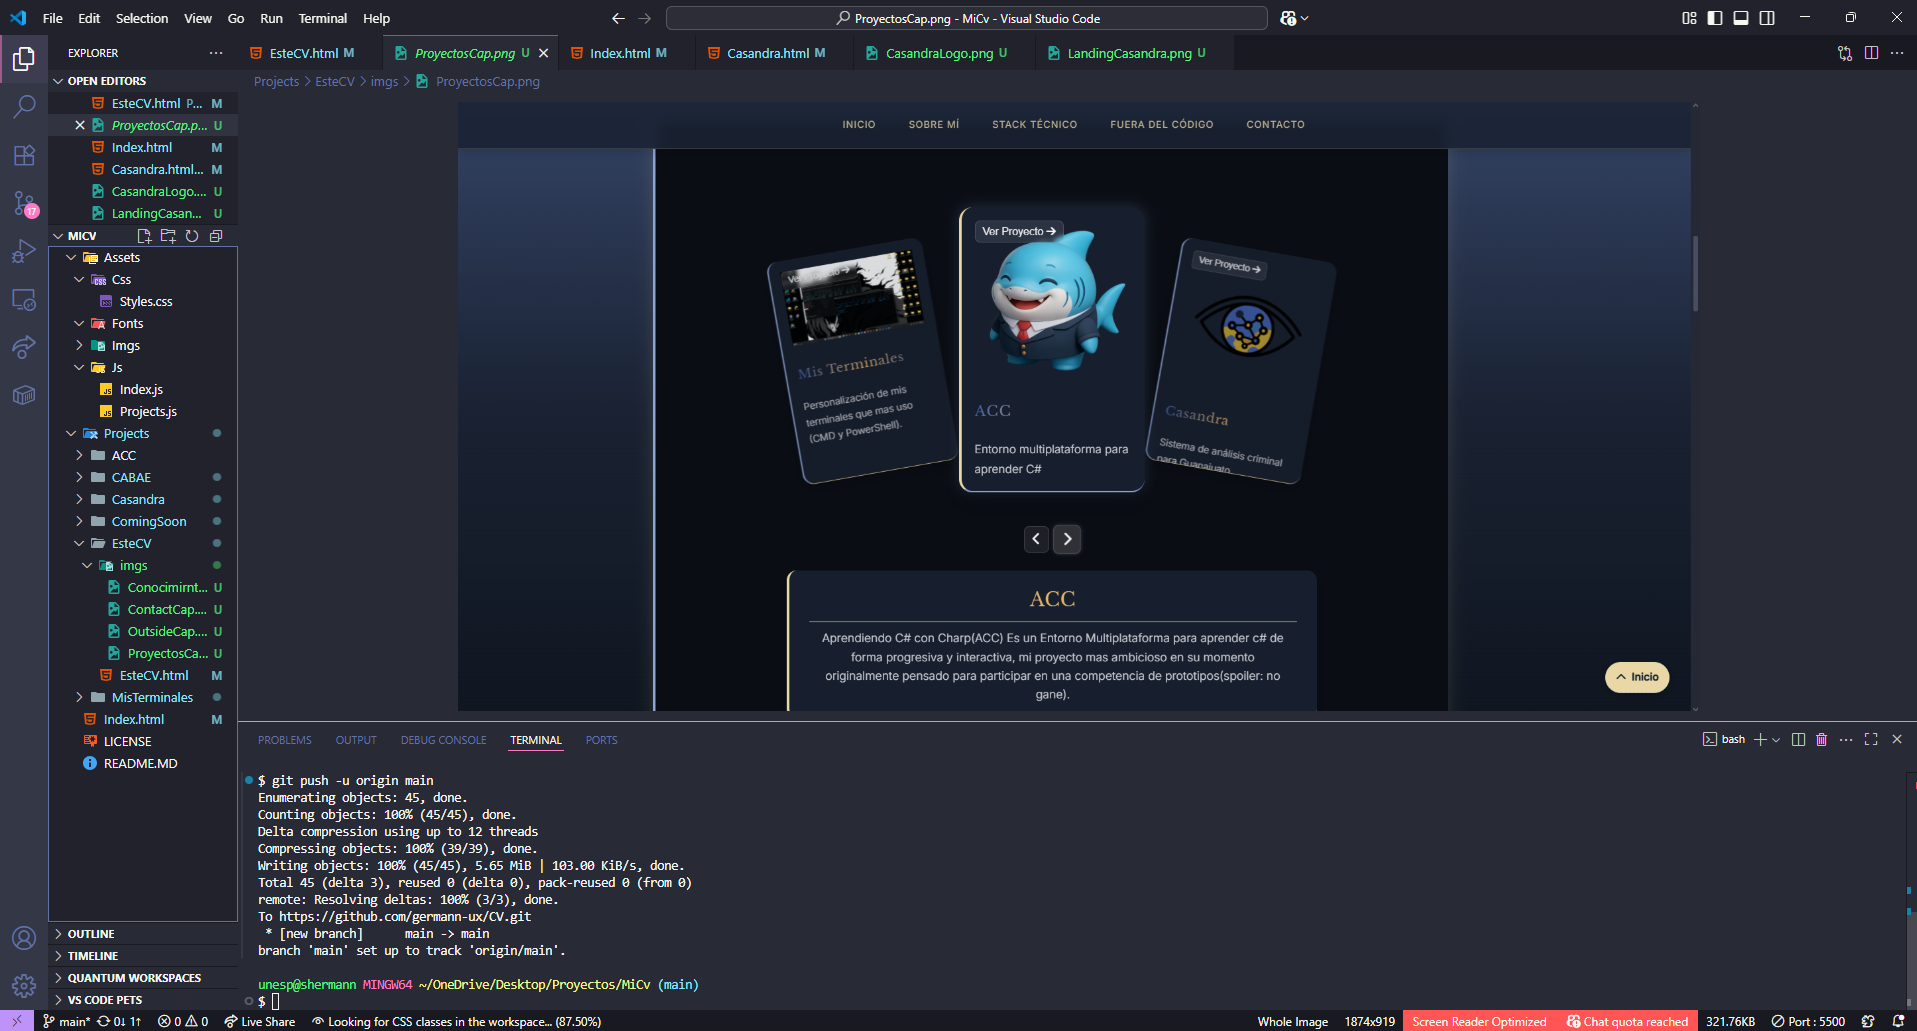 File Edit Selection View Go Run Terminal Help
ProyectosCap.png - MiCv - Visual Studio Code
EXPLORER
EsteCV.html M
ProyectosCap.png U
Index.html M
Casandra.html M
CasandraLogo.png U
LandingCasandra.png U
OPEN EDITORS
Projects > EsteCV > imgs > ProyectosCap.png
EsteCV.html P... M
ProyectosCap.p... U
Index.html M
Casandra.html... M
CasandraLogo.... U
LandingCasan... U
MICV
Assets
Css
Styles.css
Fonts
Imgs
Js
Index.js
Projects.js
Projects
ACC
CABAE
Casandra
ComingSoon
EsteCV
imgs
Conocimirnt... U
ContactCap.... U
OutsideCap.... U
ProyectosCa... U
EsteCV.html M
MisTerminales
Index.html M
LICENSE
README.MD
OUTLINE
TIMELINE
QUANTUM WORKSPACES
VS CODE PETS
17
INICIO SOBRE MÍ STACK TÉCNICO FUERA DEL CÓDIGO CONTACTO
Mis Terminales
Personalización de mis
terminales que mas uso
(CMD y PowerShell).
Ver Proyecto →
ACC
Entorno multiplataforma para
aprender C#
Ver Proyecto →
Casandra
Sistema de análisis criminal
para Guanajuato
ACC
Aprendiendo C# con Charp(ACC) Es un Entorno Multiplataforma para aprender c# de
forma progresiva y interactiva, mi proyecto mas ambicioso en su momento
originalmente pensado para participar en una competencia de prototipos(spoiler: no
gane).
Inicio
PROBLEMS OUTPUT DEBUG CONSOLE TERMINAL PORTS
bash
$ git push -u origin main
Enumerating objects: 45, done.
Counting objects: 100% (45/45), done.
Delta compression using up to 12 threads
Compressing objects: 100% (39/39), done.
Writing objects: 100% (45/45), 5.65 MiB | 103.00 KiB/s, done.
Total 45 (delta 3), reused 0 (delta 0), pack-reused 0 (from 0)
remote: Resolving deltas: 100% (3/3), done.
To https://github.com/germann-ux/CV.git
* [new branch] main -> main
branch 'main' set up to track 'origin/main'.
unesp@shermann MINGW64 ~/OneDrive/Desktop/Proyectos/MiCv (main)
$
main* 0↓ 1↑ 0 0 Live Share Looking for CSS classes in the workspace... (87.50%)
Whole Image 1874x919 Screen Reader Optimized Chat quota reached 321.76KB Port : 5500